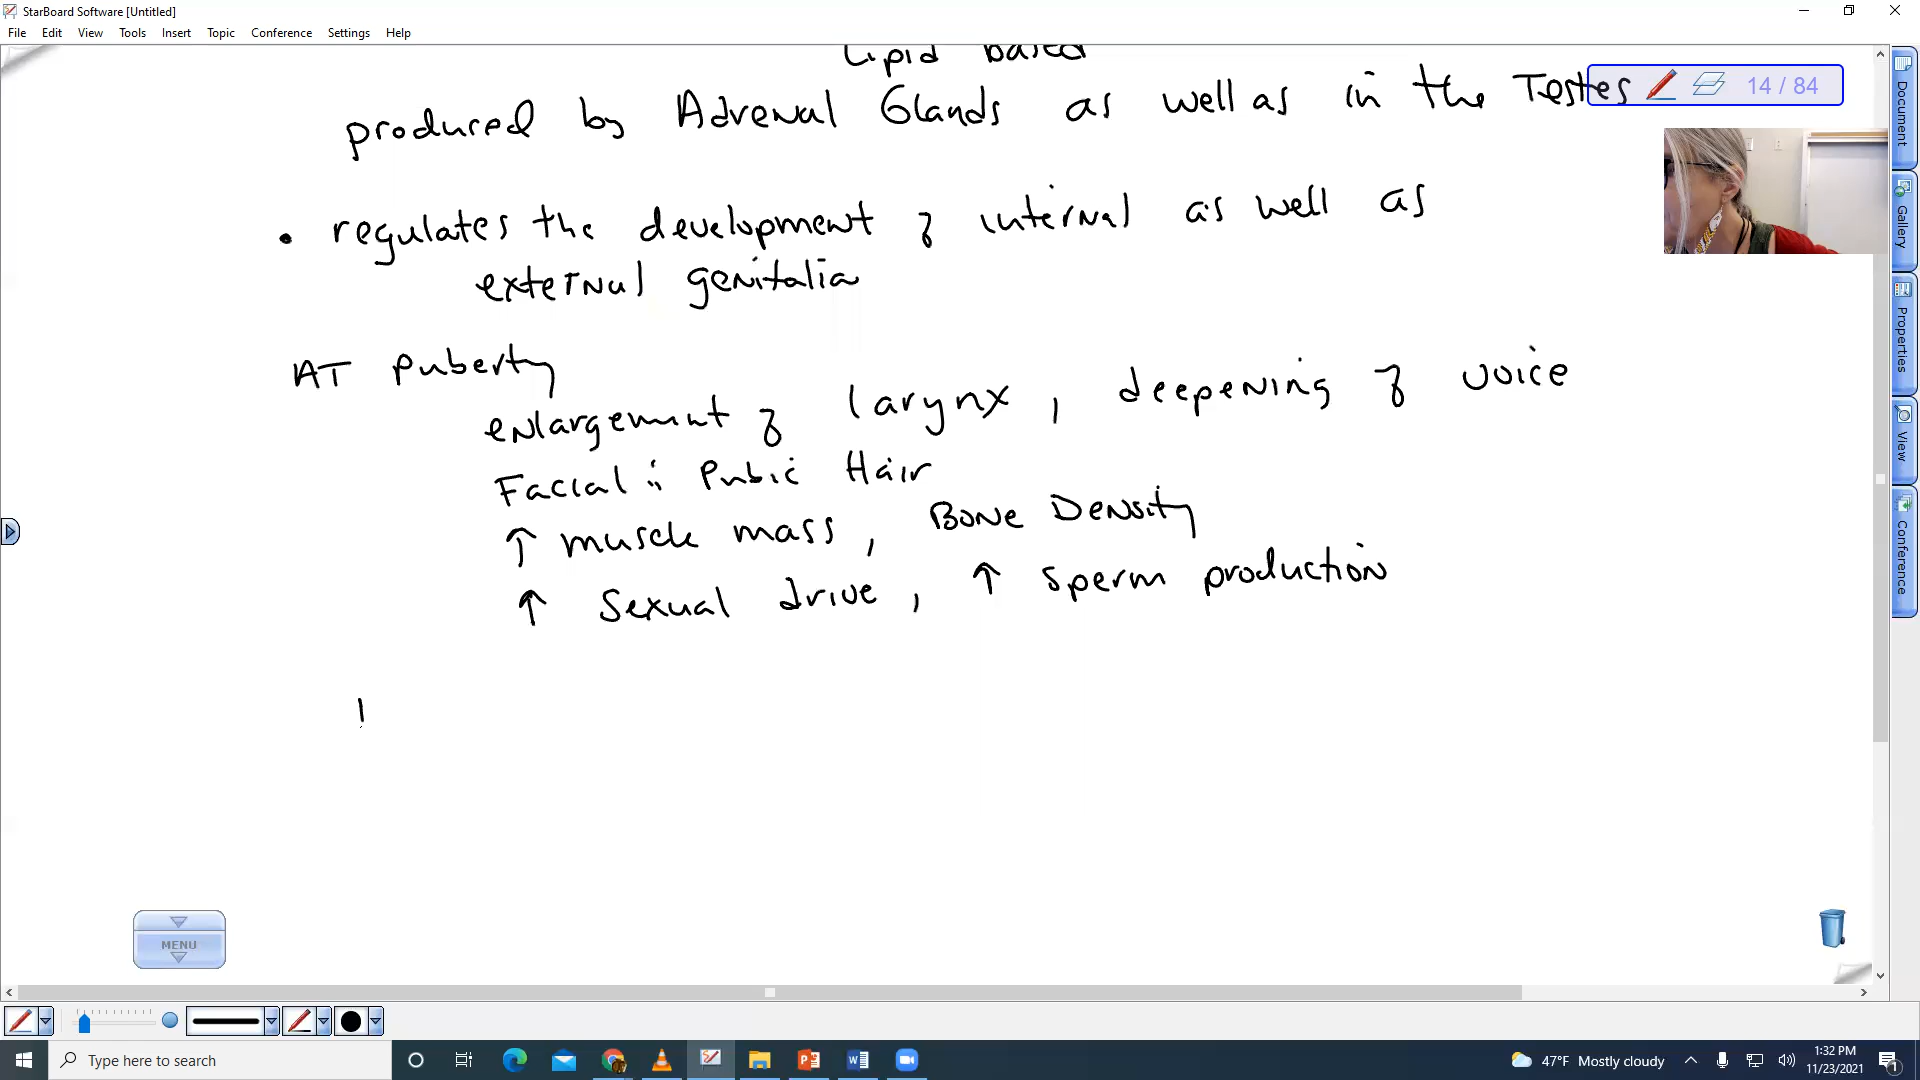 StarBoard Software [Untitled]
File Edit View Tools Insert Topic Conference Settings Help
Lipid based
produced by Adrenal Glands as well as in the Testes
14 / 84
• regulates the development of internal as well as
external genitalia
AT puberty
enlargement of larynx, deepening of voice
Facial & Pubic Hair
↑ muscle mass, Bone Density
↑ sexual drive, ↑ sperm production
Document
Gallery
Properties
View
Conference
MENU
Type here to search
47°F Mostly cloudy
1:32 PM
11/23/2021
1